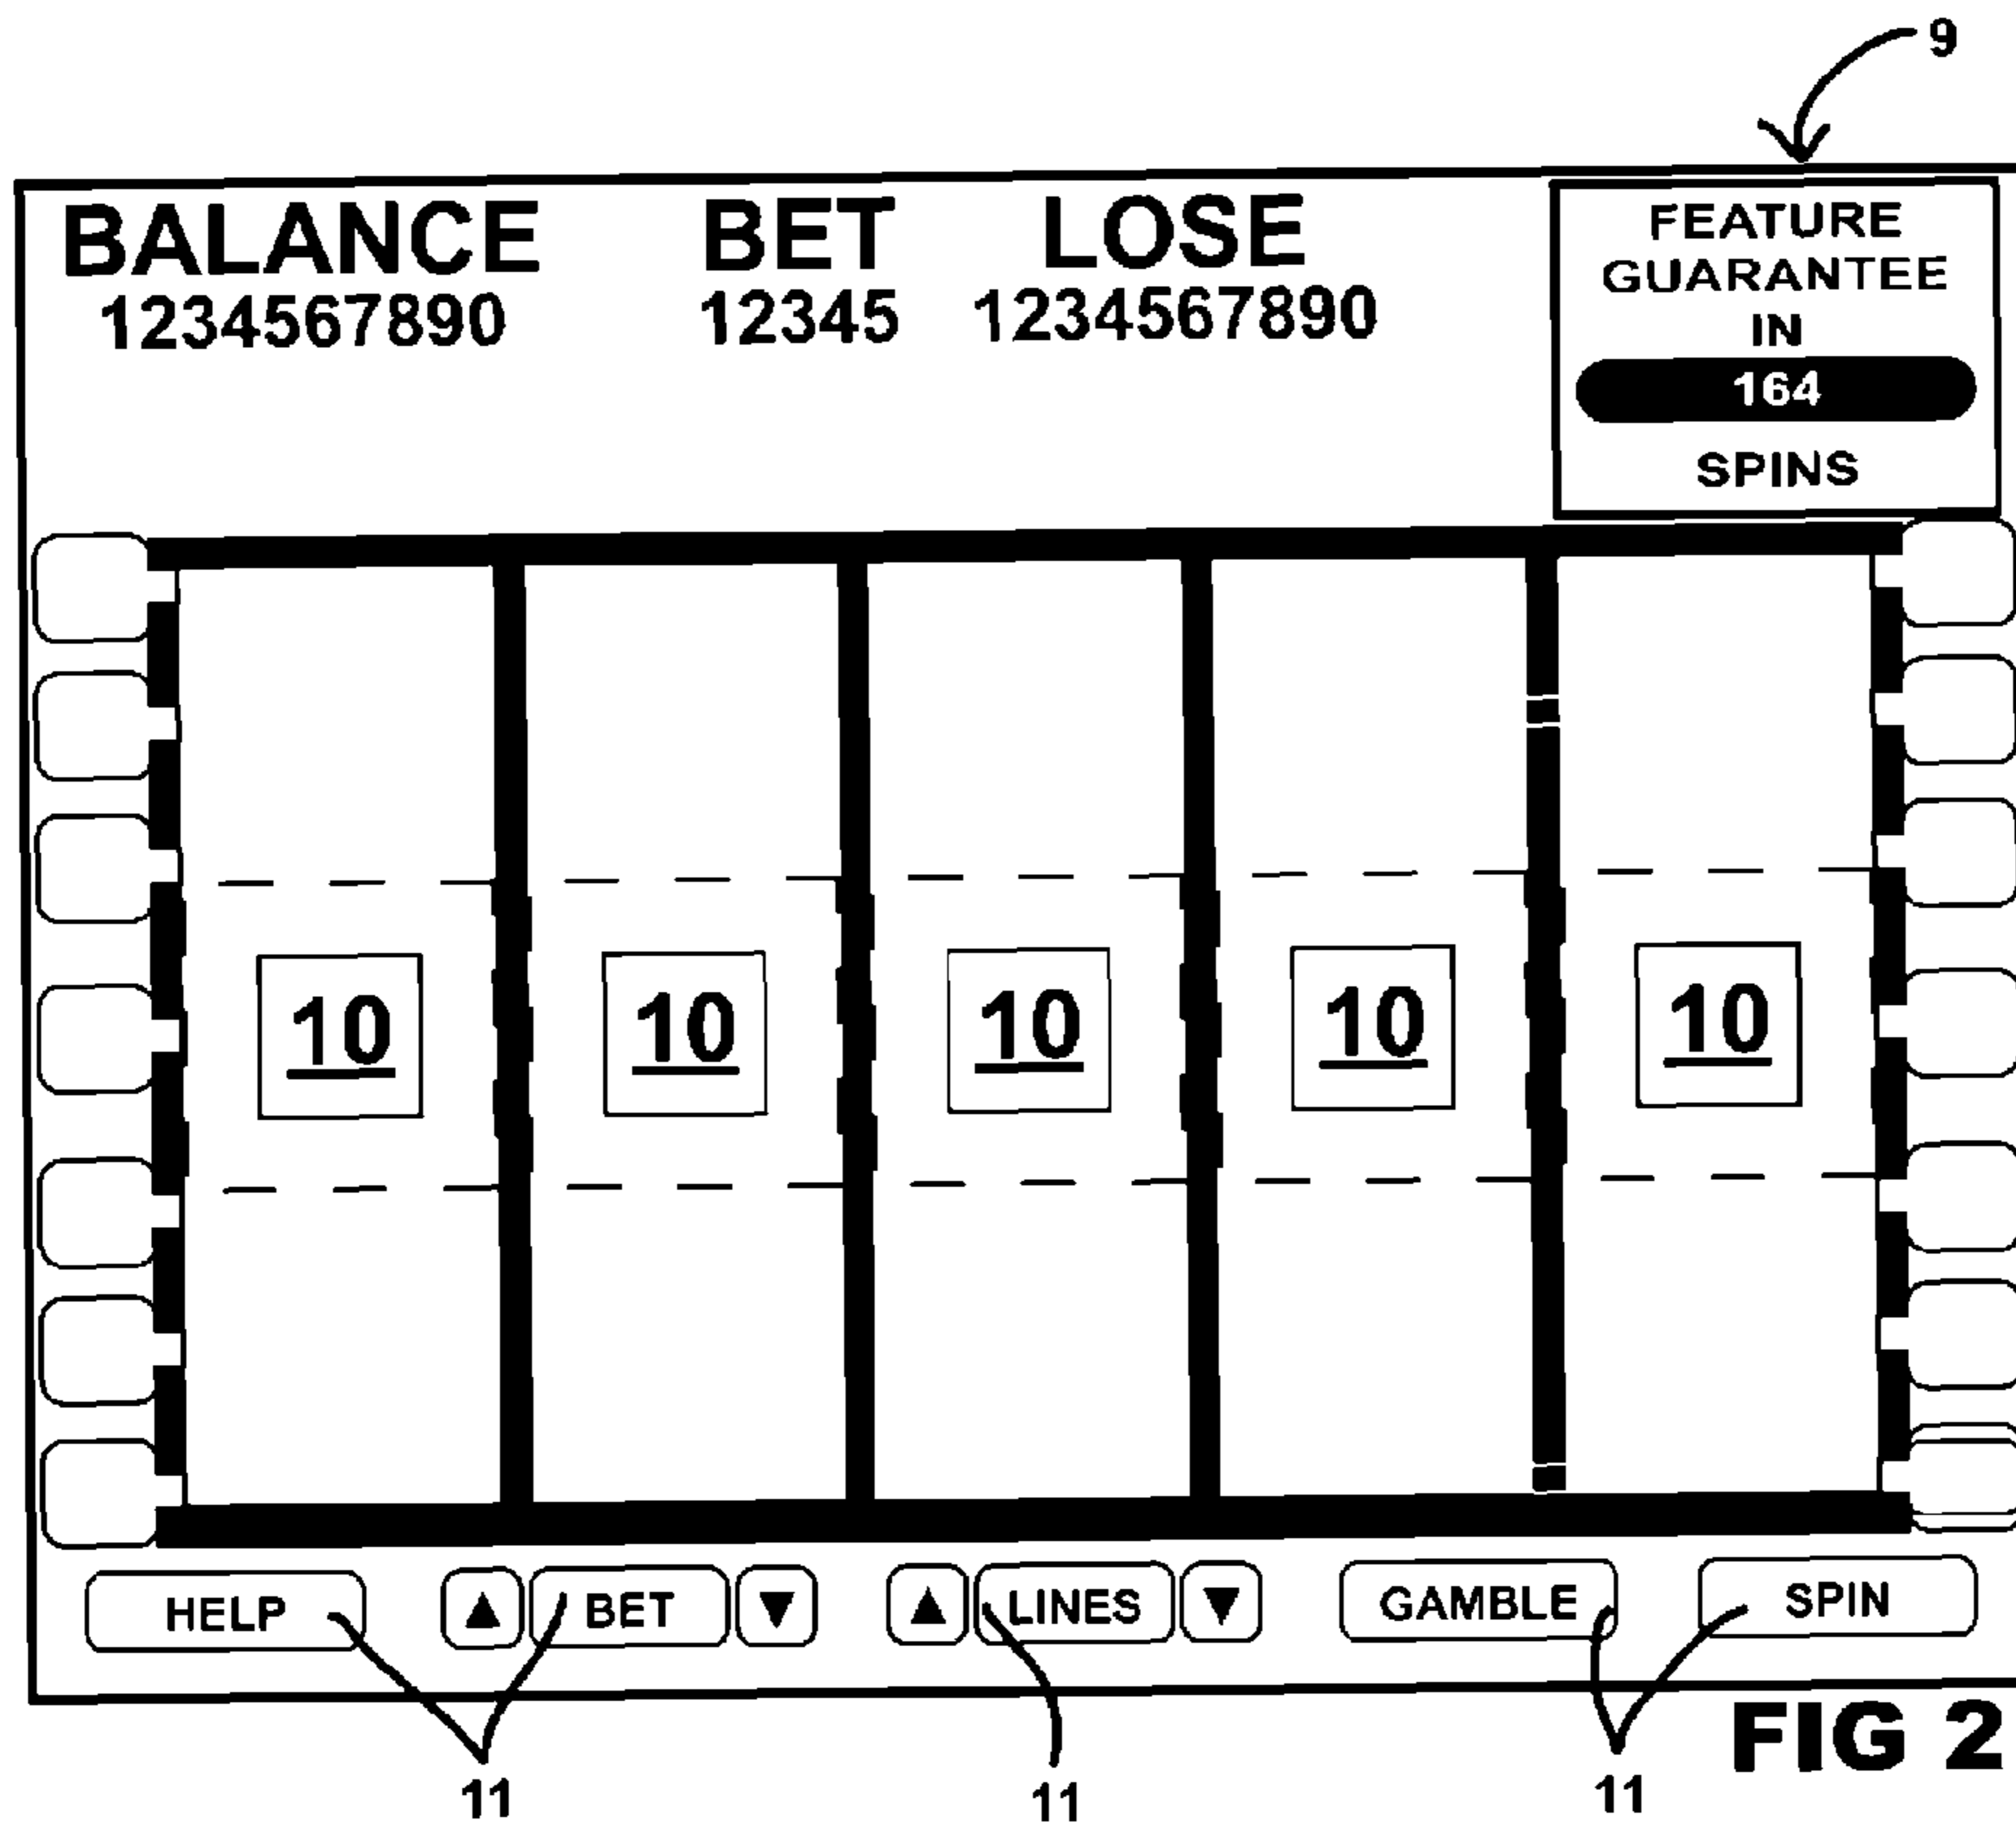 9
BALANCE BET LOSE
1234567890 12345 1234567890
FEATURE
GUARANTEE
IN
164
SPINS
10 10 10 10 10
HELP ▲ BET ▼ ▲ LINES ▼ GAMBLE SPIN
FIG 2
11 11 11